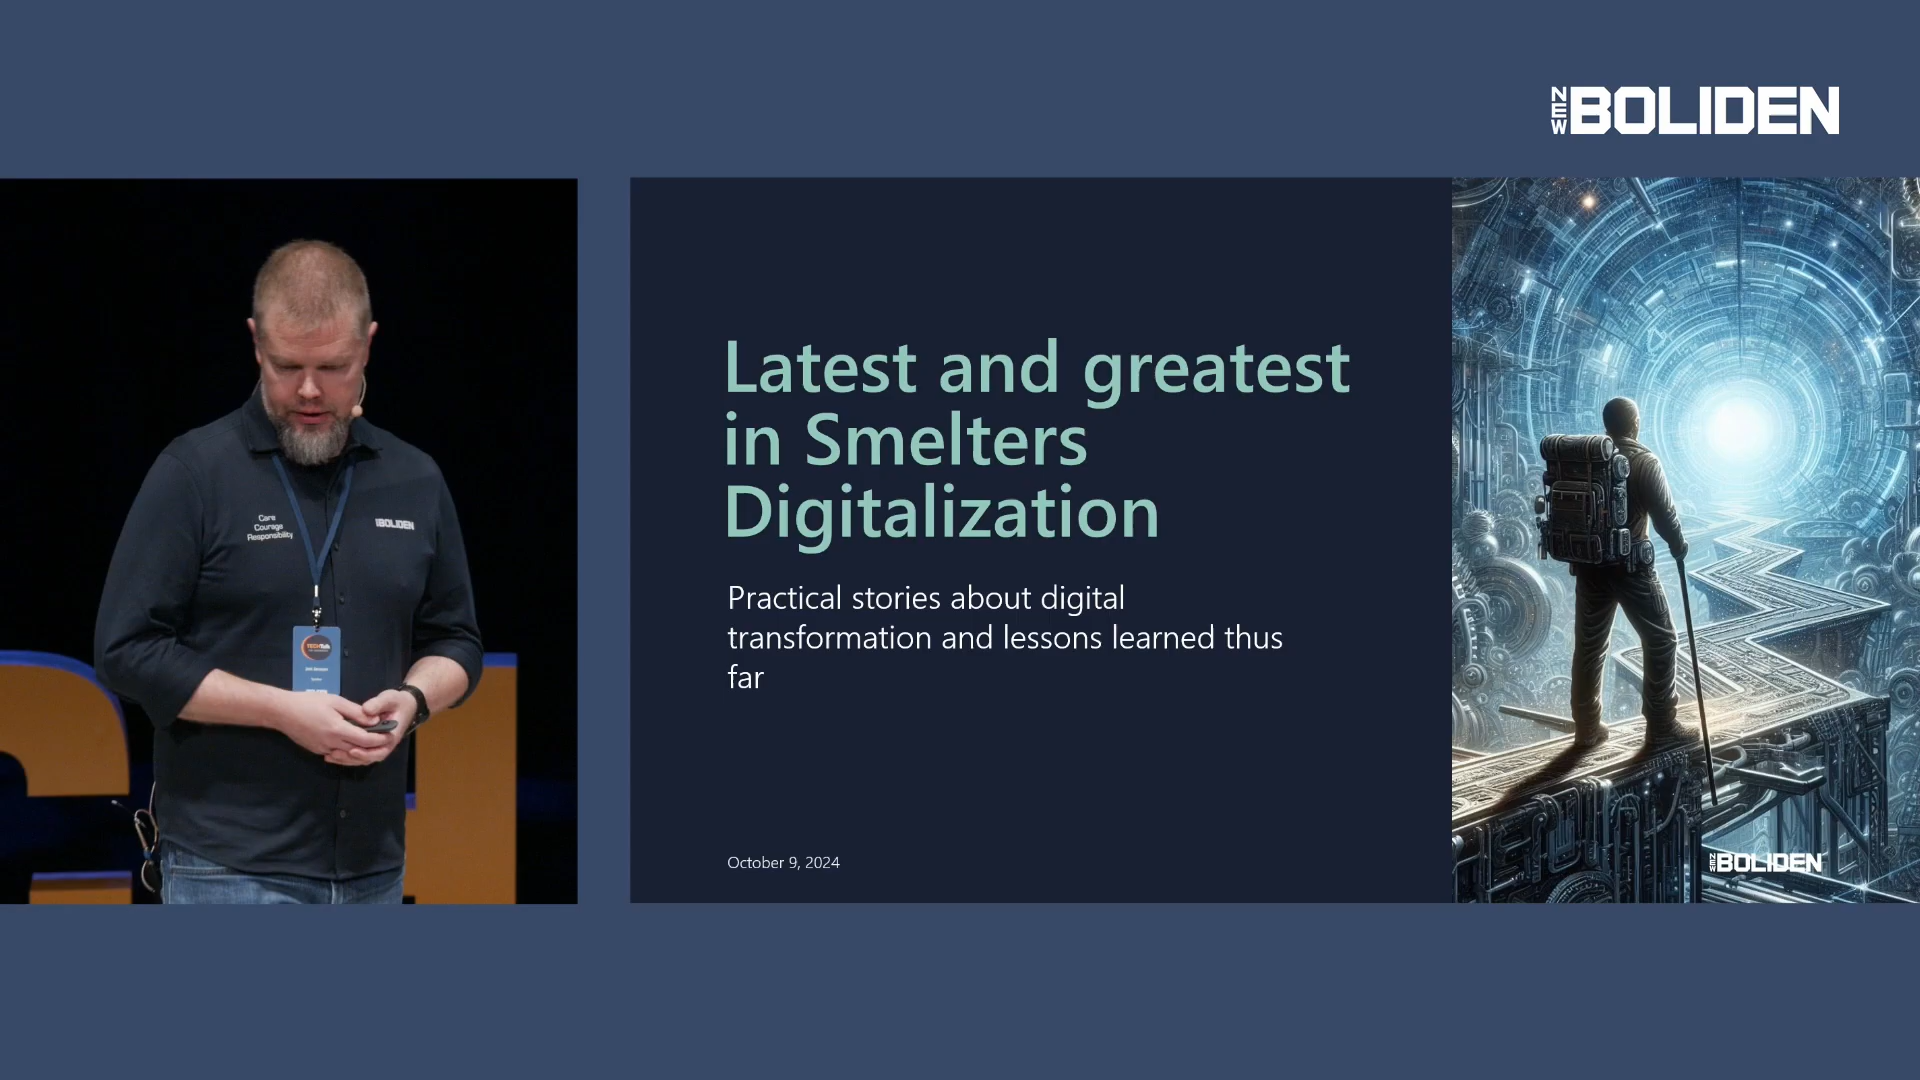 NEW BOLIDEN
Latest and greatest
in Smelters
Digitalization
Practical stories about digital
transformation and lessons learned thus
far
October 9, 2024
NEW BOLIDEN
Care
Courage
Responsibility
BOLIDEN
TECHTalk